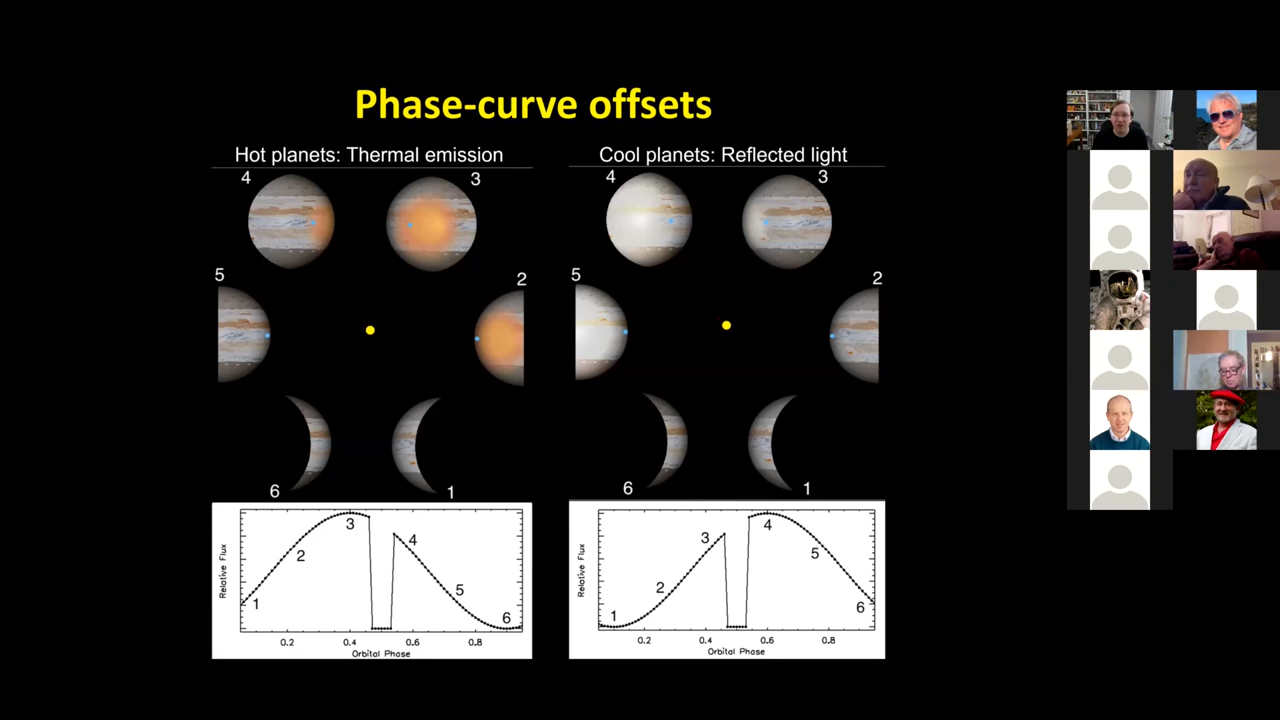 Phase-curve offsets
Hot planets: Thermal emission
4
3
5
2
6
1
Relative Flux
1
2
3
4
5
6
0.2 0.4 0.6 0.8
Orbital Phase
Cool planets: Reflected light
4
3
5
2
6
1
Relative Flux
1
2
3
4
5
6
0.2 0.4 0.6 0.8
Orbital Phase